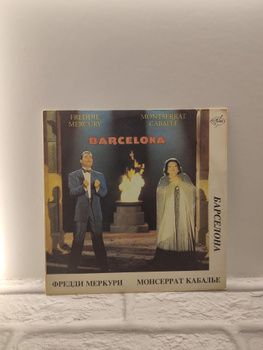 FREDDIE
MERCURY
MONTSERRAT
CABALLÉ
BARCELONA
БАРСЕЛОНА
ФРЕДДИ МЕРКУРИ
МОНСЕРРАТ КАБАЛЬЕ